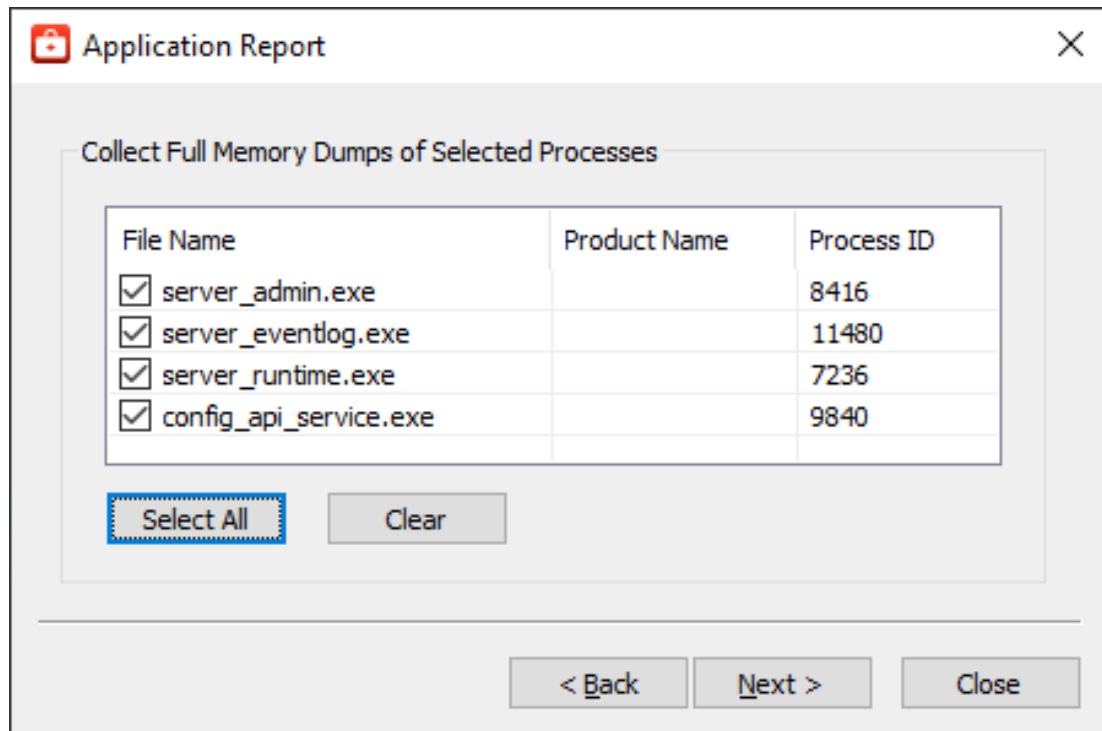 Application Report
Collect Full Memory Dumps of Selected Processes
File Name Product Name Process ID
server_admin.exe 8416
server_eventlog.exe 11480
server_runtime.exe 7236
config_api_service.exe 9840
Select All Clear
< Back Next > Close